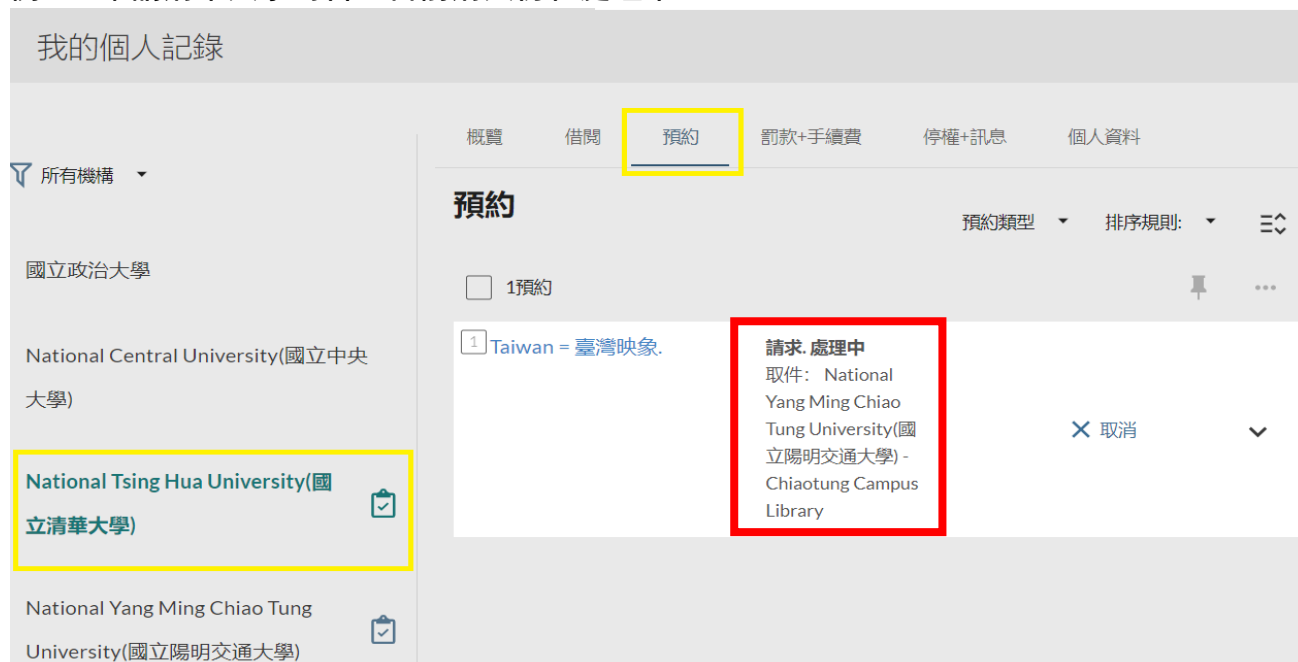 我的個人記錄
概覽 借閱 預約 罰款+手續費 停權+訊息 個人資料
所有機構
預約
預約類型 排序規則:
國立政治大學
1預約
1 Taiwan = 臺灣映象.
請求. 處理中
取件： National
Yang Ming Chiao
Tung University(國
立陽明交通大學) -
Chiaotung Campus
Library
取消
National Central University(國立中央
大學)
National Tsing Hua University(國
立清華大學)
National Yang Ming Chiao Tung
University(國立陽明交通大學)